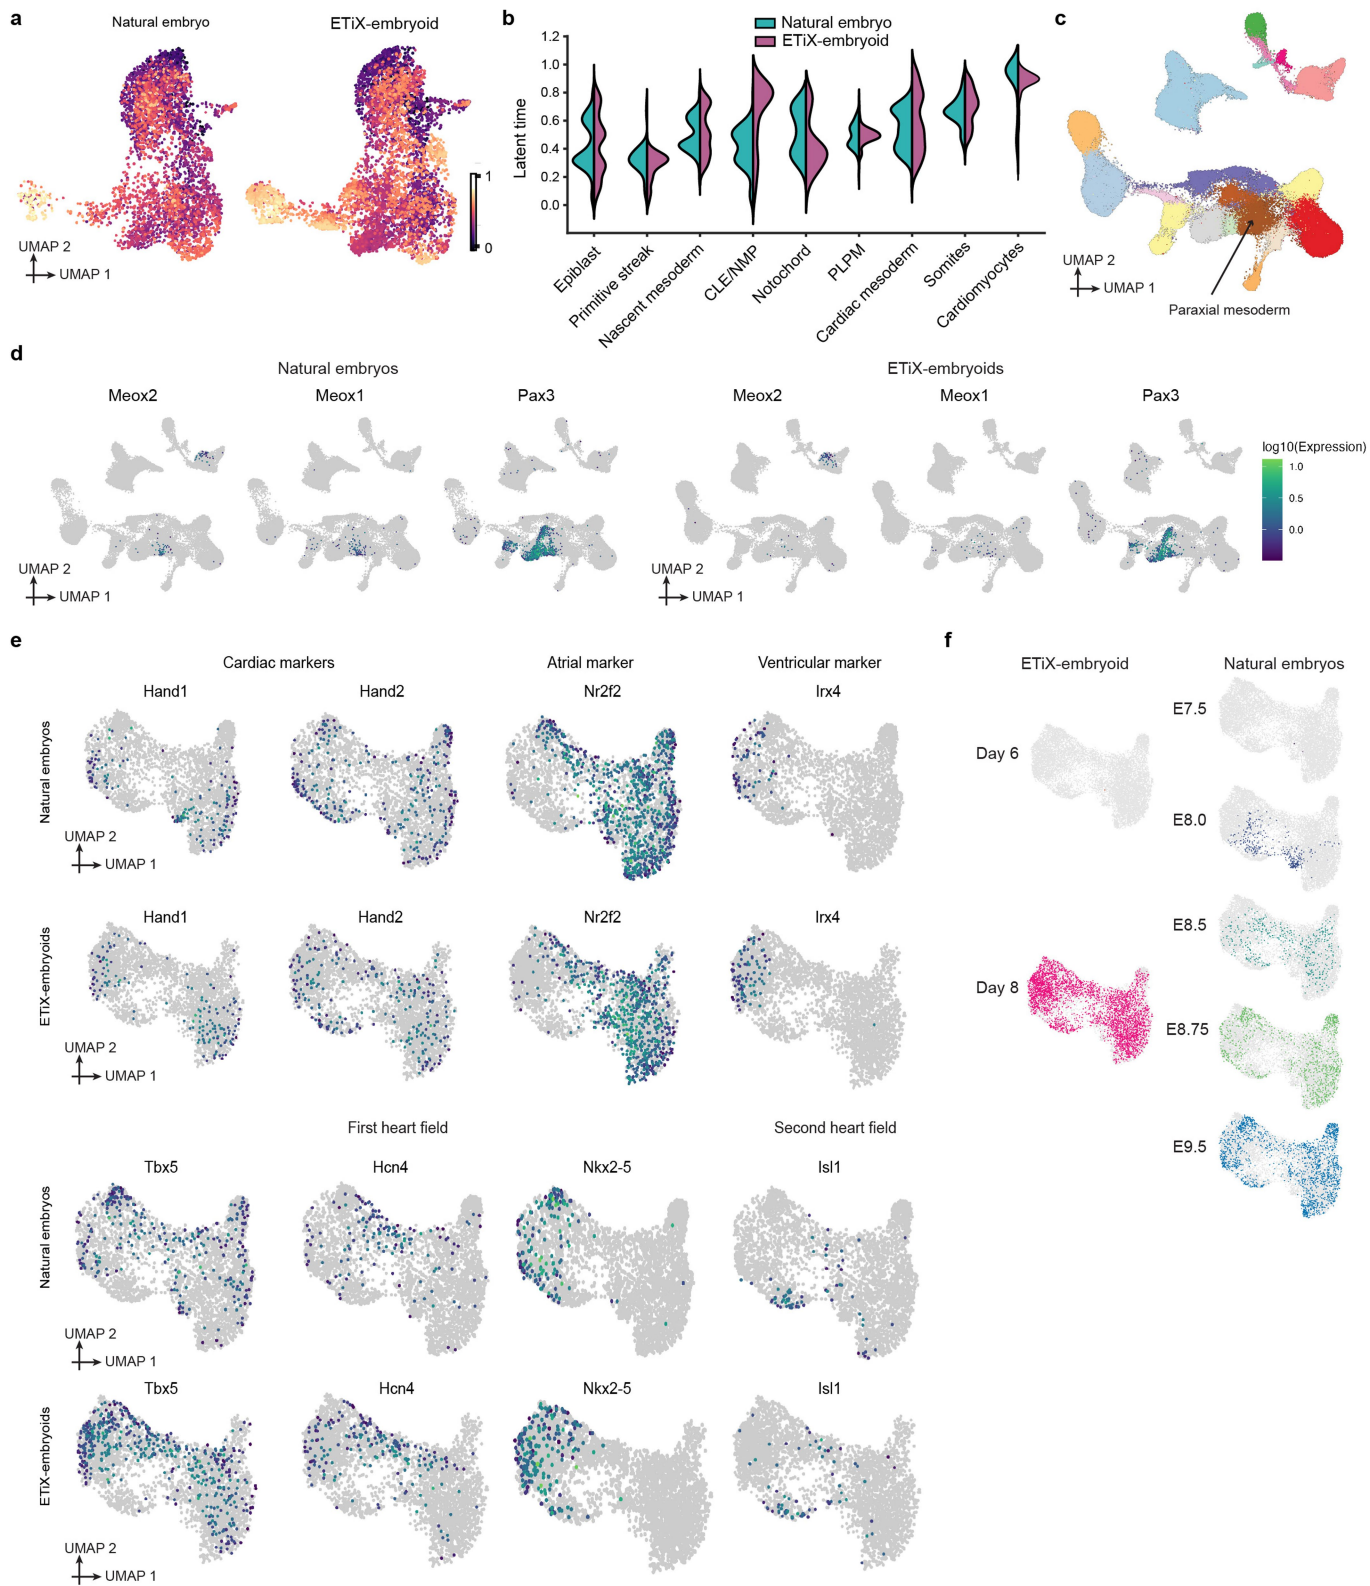 a
Natural embryo
ETiX-embryoid
1
0
UMAP 2
UMAP 1
b
Natural embryo
ETiX-embryoid
Latent time
1.2
1.0
0.8
0.6
0.4
0.2
0.0
Epiblast
Primitive streak
Nascent mesoderm
CLE/NMP
Notochord
PLPM
Cardiac mesoderm
Somites
Cardiomyocytes
c
UMAP 2
UMAP 1
Paraxial mesoderm
d
Natural embryos
ETiX-embryoids
Meox2
Meox1
Pax3
Meox2
Meox1
Pax3
log10(Expression)
1.0
0.5
0.0
UMAP 2
UMAP 1
UMAP 2
UMAP 1
e
Cardiac markers
Atrial marker
Ventricular marker
Natural embryos
Hand1
Hand2
Nr2f2
Irx4
UMAP 2
UMAP 1
ETiX-embryoids
Hand1
Hand2
Nr2f2
Irx4
UMAP 2
UMAP 1
First heart field
Second heart field
Natural embryos
Tbx5
Hcn4
Nkx2-5
Isl1
UMAP 2
UMAP 1
ETiX-embryoids
Tbx5
Hcn4
Nkx2-5
Isl1
UMAP 2
UMAP 1
f
ETiX-embryoid
Natural embryos
Day 6
Day 8
E7.5
E8.0
E8.5
E8.75
E9.5